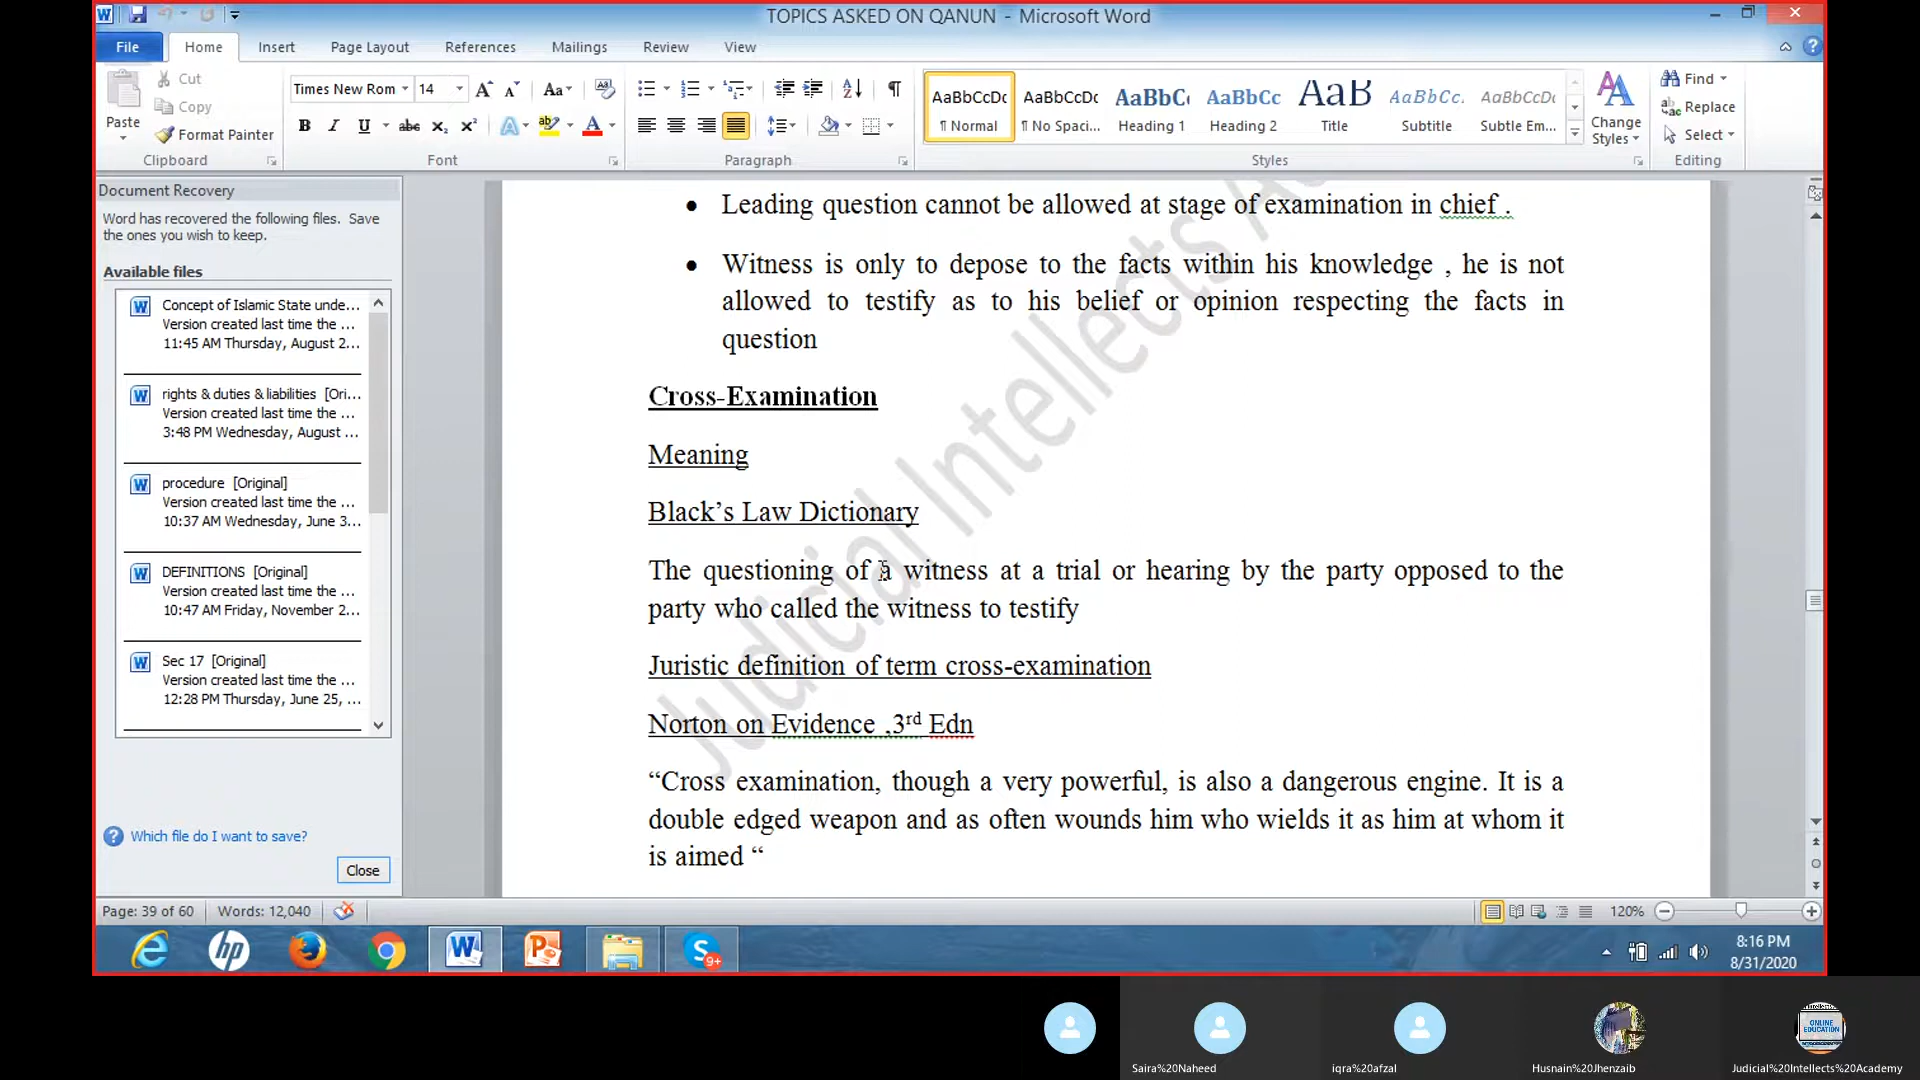 TOPICS ASKED ON QANUN - Microsoft Word
File Home Insert Page Layout References Mailings Review View
Paste
Cut
Copy
Format Painter
Clipboard
Times New Rom 14
Font
Paragraph
AaBbCcDc AaBbCcDc AaBbC AaBbCc AaB AaBbCc. AaBbCcDc
¶ Normal ¶ No Spaci... Heading 1 Heading 2 Title Subtitle Subtle Em...
Change
Styles
Styles
Find
Replace
Select
Editing
Document Recovery
Word has recovered the following files. Save
the ones you wish to keep.
Available files
Concept of Islamic State unde...
Version created last time the ...
11:45 AM Thursday, August 2...
rights & duties & liabilities [Ori...
Version created last time the ...
3:48 PM Wednesday, August ...
procedure [Original]
Version created last time the ...
10:37 AM Wednesday, June 3...
DEFINITIONS [Original]
Version created last time the ...
10:47 AM Friday, November 2...
Sec 17 [Original]
Version created last time the ...
12:28 PM Thursday, June 25, ...
Which file do I want to save?
Close
• Leading question cannot be allowed at stage of examination in chief .
• Witness is only to depose to the facts within his knowledge , he is not
allowed to testify as to his belief or opinion respecting the facts in
question
Cross-Examination
Meaning
Black’s Law Dictionary
The questioning of a witness at a trial or hearing by the party opposed to the
party who called the witness to testify
Juristic definition of term cross-examination
Norton on Evidence ,3rd Edn
“Cross examination, though a very powerful, is also a dangerous engine. It is a
double edged weapon and as often wounds him who wields it as him at whom it
is aimed “
Judicial Intellects
Page: 39 of 60 Words: 12,040 120%
9+
8:16 PM
8/31/2020
ONLINE
EDUCATION
Saira%20Naheed iqra%20afzal Husnain%20Jhenzaib Judicial%20Intellects%20Academy